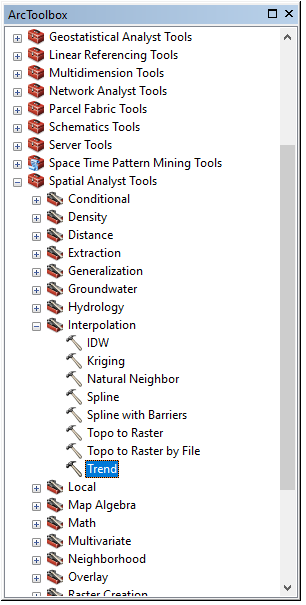 ArcToolbox
Geostatistical Analyst Tools
Linear Referencing Tools
Multidimension Tools
Network Analyst Tools
Parcel Fabric Tools
Schematics Tools
Server Tools
Space Time Pattern Mining Tools
Spatial Analyst Tools
Conditional
Density
Distance
Extraction
Generalization
Groundwater
Hydrology
Interpolation
IDW
Kriging
Natural Neighbor
Spline
Spline with Barriers
Topo to Raster
Topo to Raster by File
Trend
Local
Map Algebra
Math
Multivariate
Neighborhood
Overlay
Raster Creation